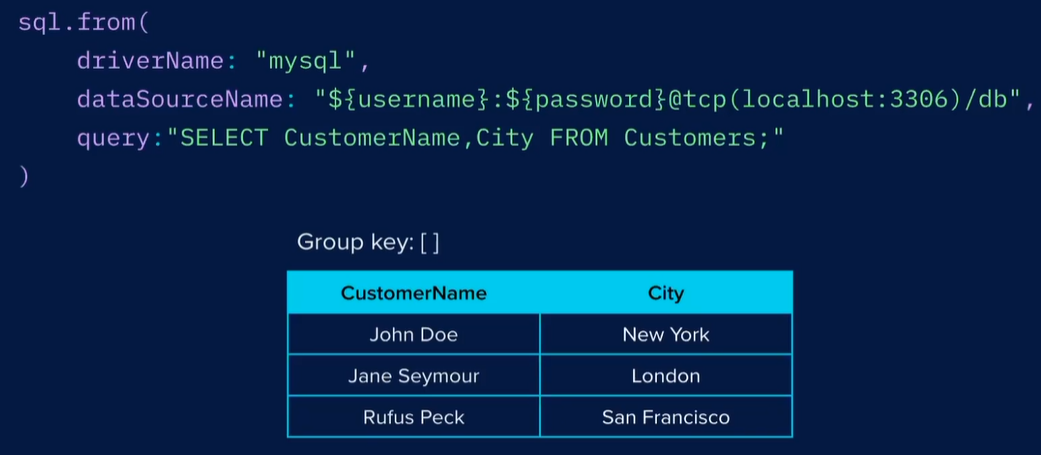 sql.from(
    driverName: "mysql",
    dataSourceName: "${username}:${password}@tcp(localhost:3306)/db",
    query:"SELECT CustomerName,City FROM Customers;"
)
Group key: [ ]
CustomerName City
John Doe New York
Jane Seymour London
Rufus Peck San Francisco